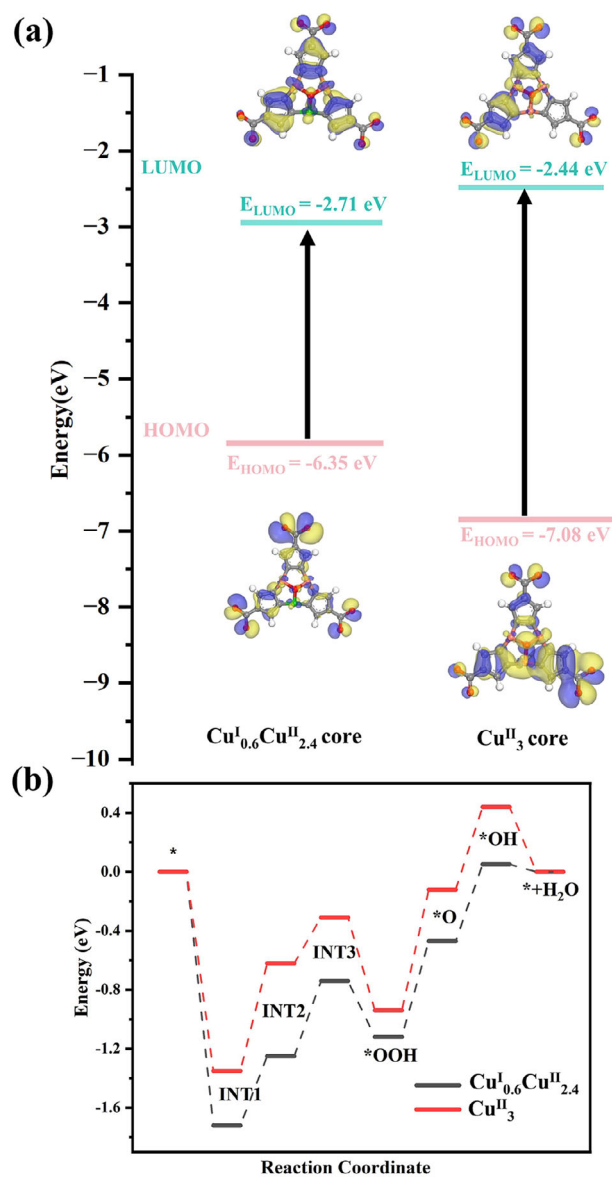 (a)
−1
−2
−3
−4
−5
−6
−7
−8
−9
−10
Energy(eV)
LUMO
HOMO
E_LUMO = -2.71 eV
E_LUMO = -2.44 eV
E_HOMO = -6.35 eV
E_HOMO = -7.08 eV
Cu^I_0.6Cu^II_2.4 core
Cu^II_3 core
(b)
0.4
0.0
-0.4
-0.8
-1.2
-1.6
Energy (eV)
*
INT1
INT2
INT3
*OOH
*O
*OH
*+H₂O
Cu^I_0.6Cu^II_2.4
Cu^II_3
Reaction Coordinate